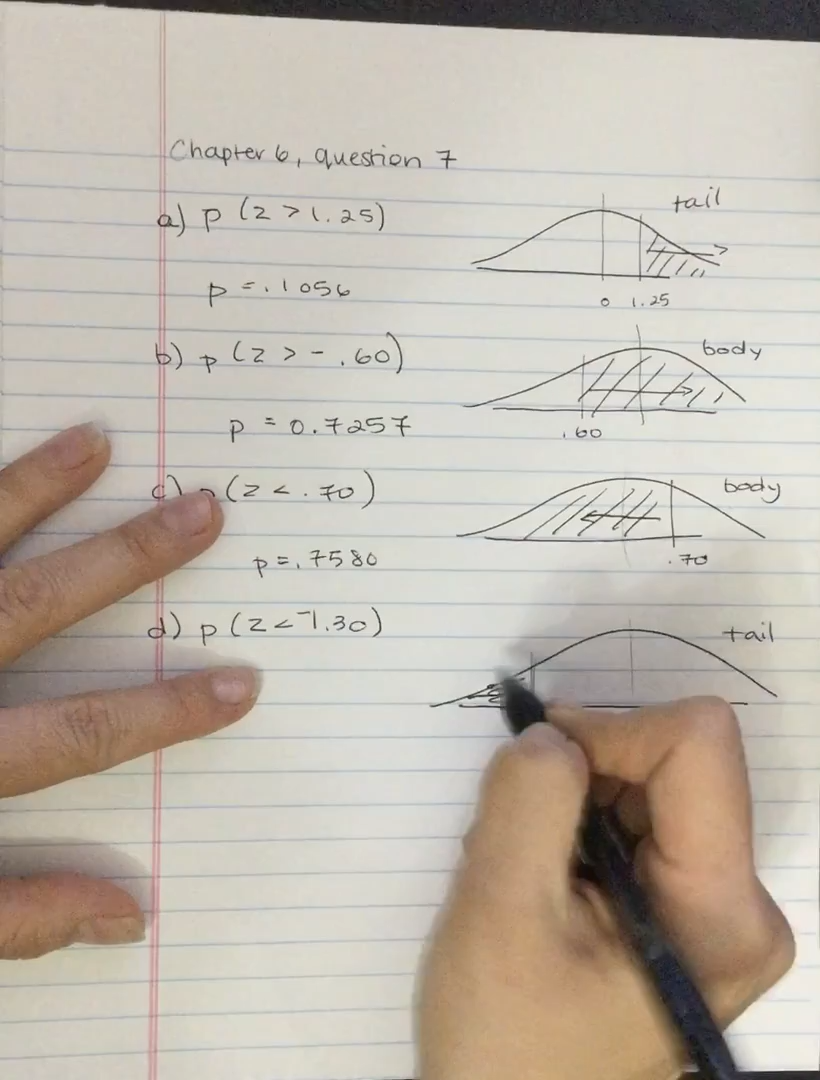 Chapter 6, question 7
a) p (z > 1.25)
tail
p = .1056
0 1.25
b) p (z > - .60)
body
p = 0.7257
.60
c) (z < .70)
body
p = .7580
.70
d) p (z < -1.30)
tail